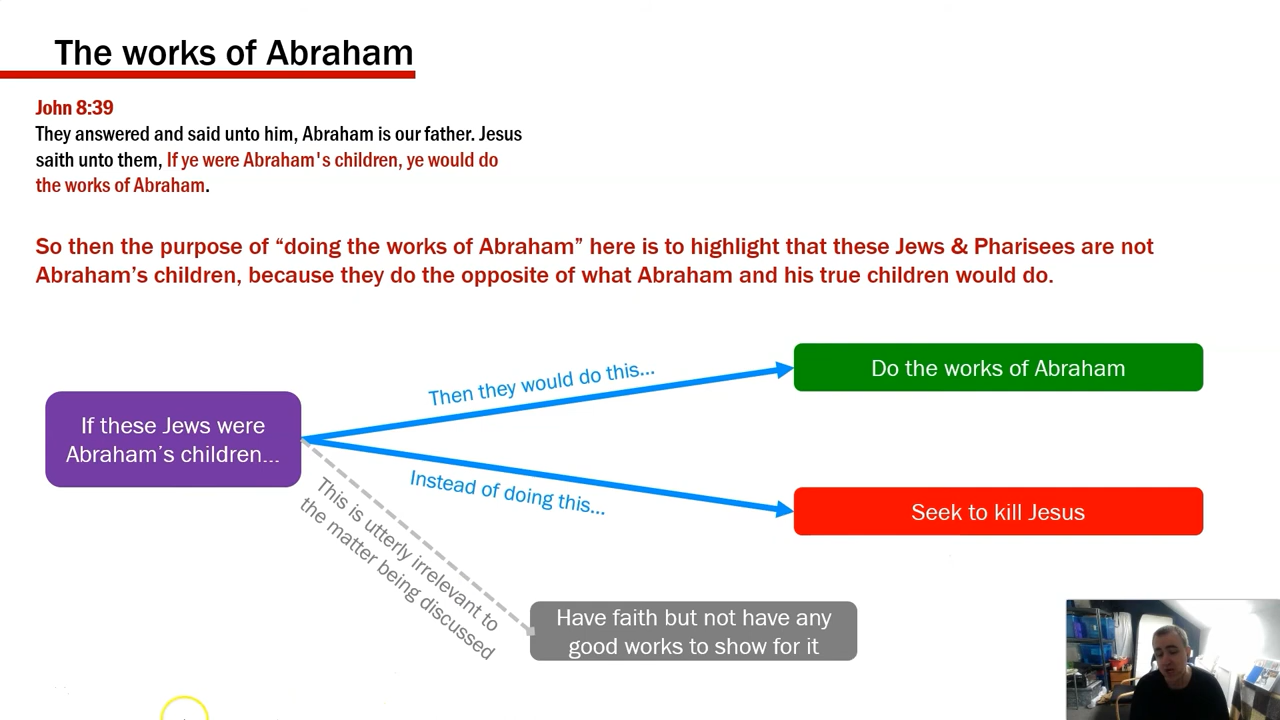 The works of Abraham
John 8:39
They answered and said unto him, Abraham is our father. Jesus
saith unto them, If ye were Abraham's children, ye would do
the works of Abraham.
So then the purpose of “doing the works of Abraham” here is to highlight that these Jews & Pharisees are not
Abraham’s children, because they do the opposite of what Abraham and his true children would do.
If these Jews were
Abraham’s children...
Then they would do this...
Do the works of Abraham
Instead of doing this...
Seek to kill Jesus
This is utterly irrelevant to
the matter being discussed
Have faith but not have any
good works to show for it